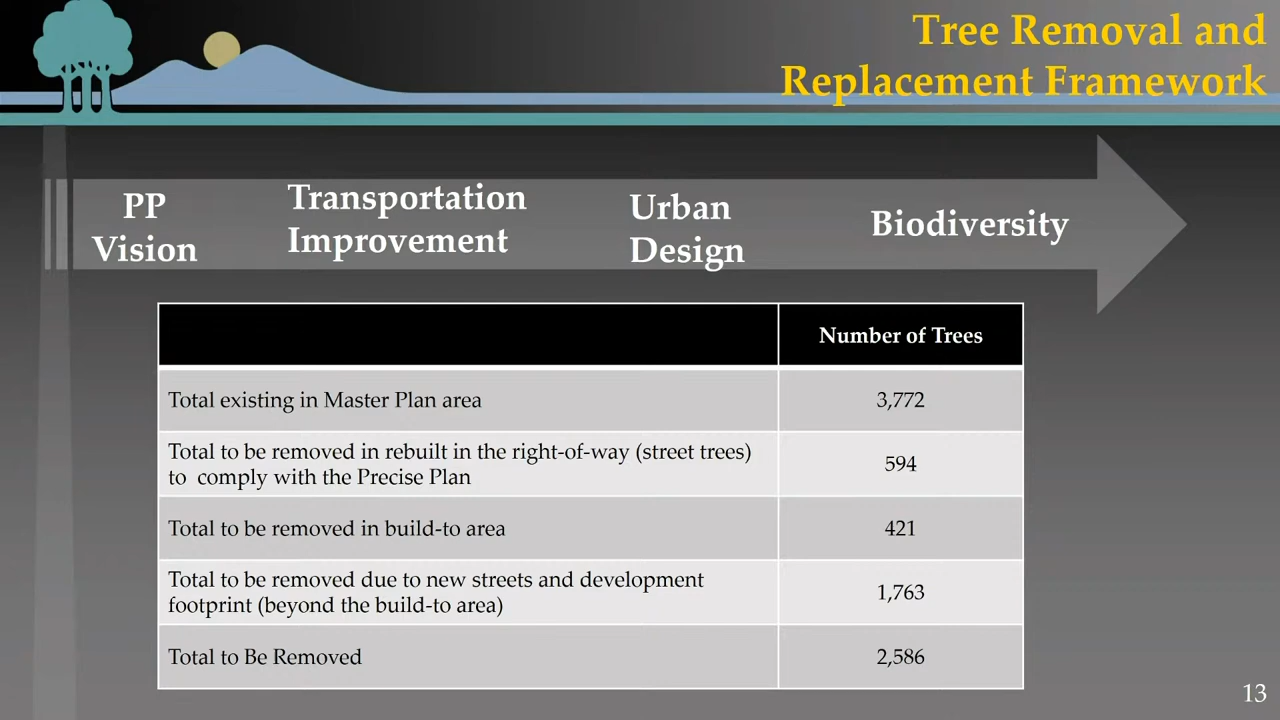 Tree Removal and
Replacement Framework
PP
Vision
Transportation
Improvement
Urban
Design
Biodiversity
Number of Trees
Total existing in Master Plan area 3,772
Total to be removed in rebuilt in the right-of-way (street trees)
to comply with the Precise Plan 594
Total to be removed in build-to area 421
Total to be removed due to new streets and development
footprint (beyond the build-to area) 1,763
Total to Be Removed 2,586
13